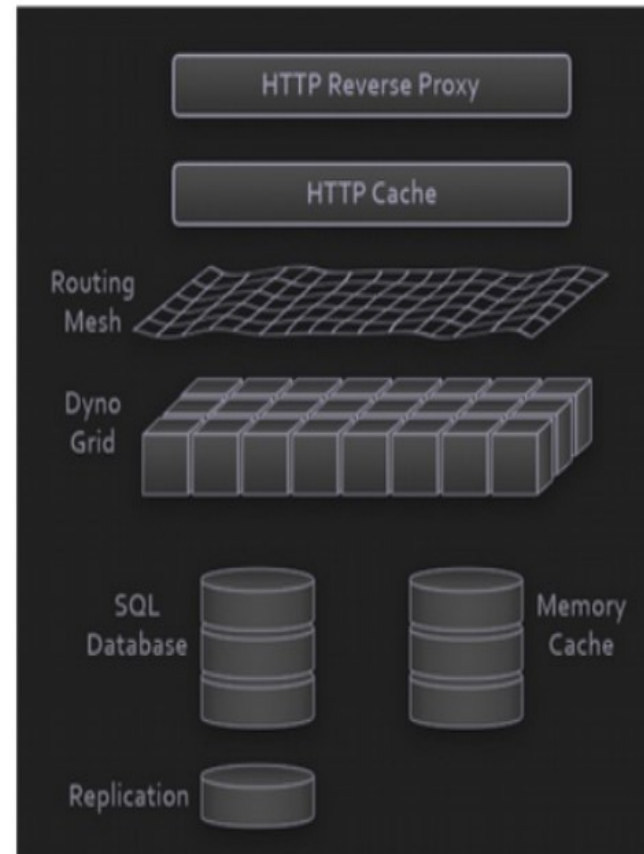 HTTP Reverse Proxy
HTTP Cache
Routing
Mesh
Dyno
Grid
SQL
Database
Memory
Cache
Replication